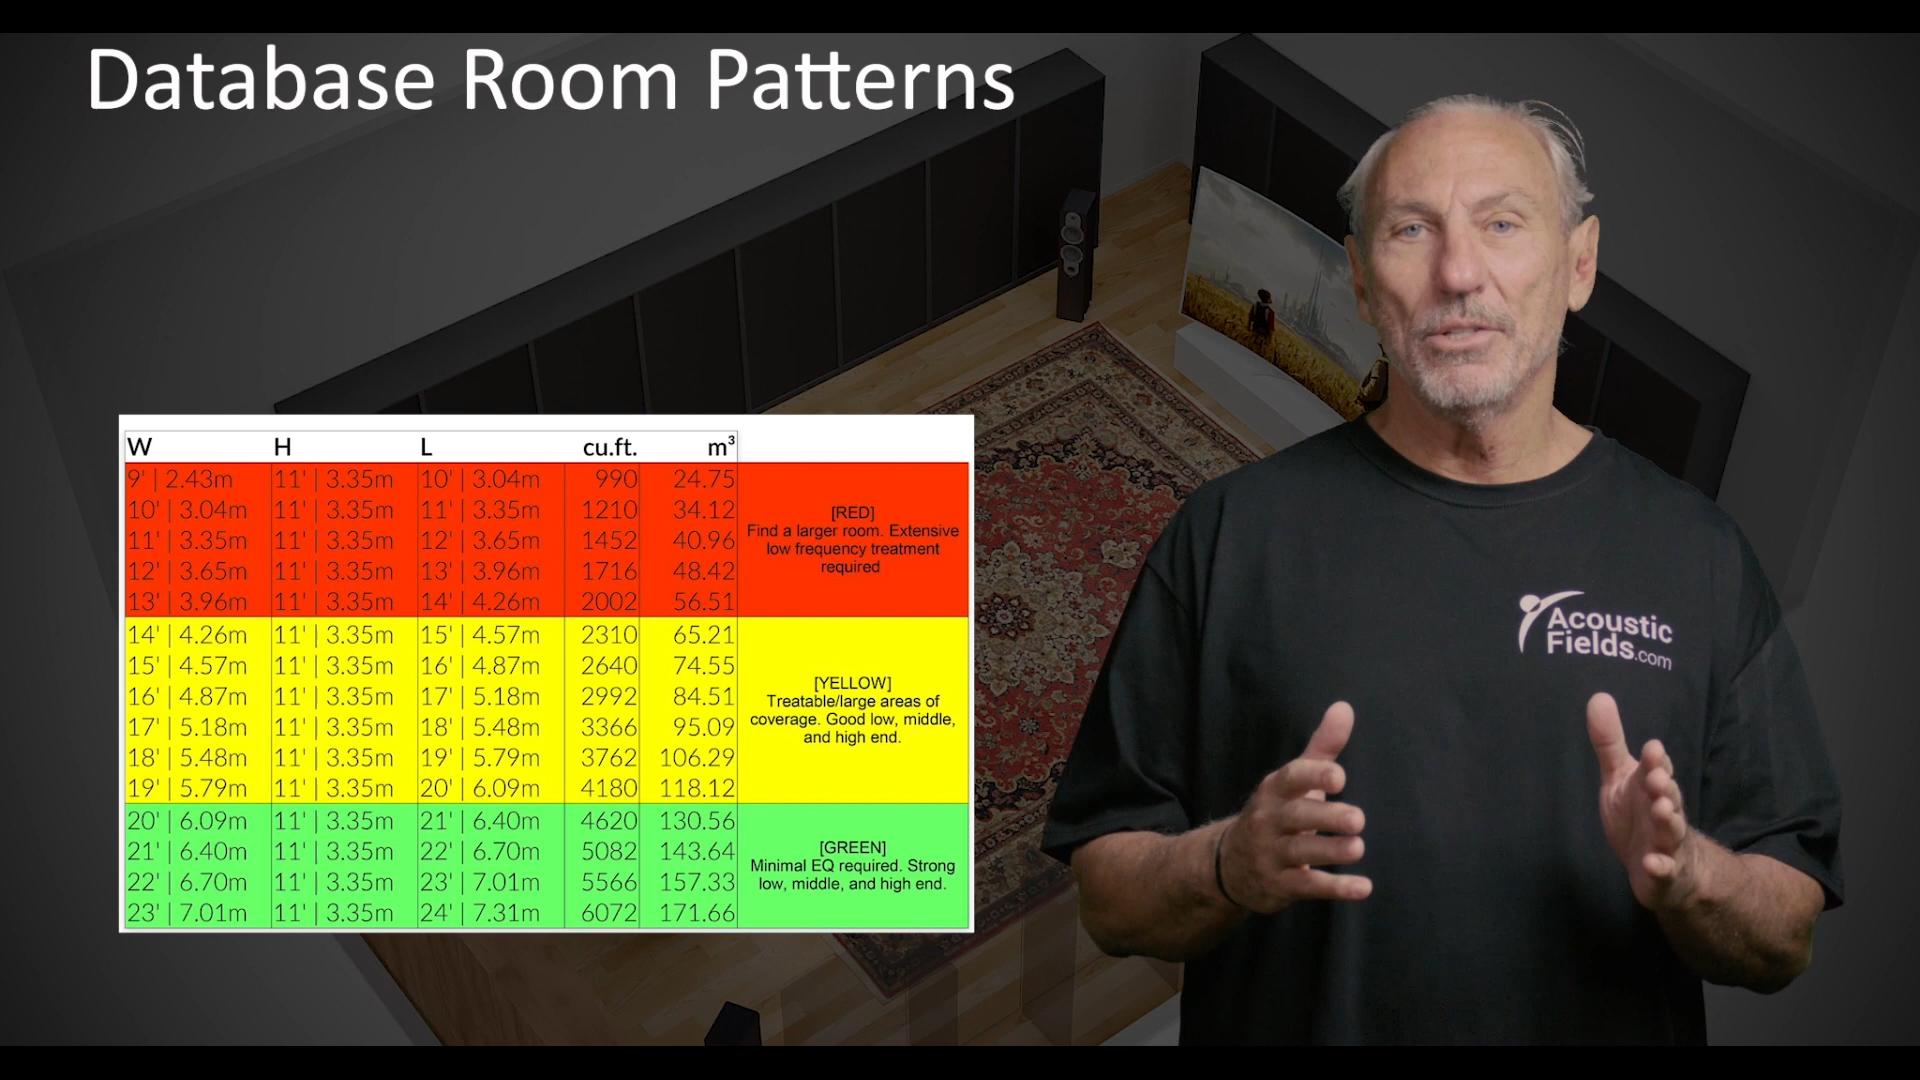 Database Room Patterns
W H L cu.ft. m³
9' | 2.43m 11' | 3.35m 10' | 3.04m 990 24.75
10' | 3.04m 11' | 3.35m 11' | 3.35m 1210 34.12
11' | 3.35m 11' | 3.35m 12' | 3.65m 1452 40.96
12' | 3.65m 11' | 3.35m 13' | 3.96m 1716 48.42
13' | 3.96m 11' | 3.35m 14' | 4.26m 2002 56.51
[RED]
Find a larger room. Extensive
low frequency treatment
required
14' | 4.26m 11' | 3.35m 15' | 4.57m 2310 65.21
15' | 4.57m 11' | 3.35m 16' | 4.87m 2640 74.55
16' | 4.87m 11' | 3.35m 17' | 5.18m 2992 84.51
17' | 5.18m 11' | 3.35m 18' | 5.48m 3366 95.09
18' | 5.48m 11' | 3.35m 19' | 5.79m 3762 106.29
19' | 5.79m 11' | 3.35m 20' | 6.09m 4180 118.12
[YELLOW]
Treatable/large areas of
coverage. Good low, middle,
and high end.
20' | 6.09m 11' | 3.35m 21' | 6.40m 4620 130.56
21' | 6.40m 11' | 3.35m 22' | 6.70m 5082 143.64
22' | 6.70m 11' | 3.35m 23' | 7.01m 5566 157.33
23' | 7.01m 11' | 3.35m 24' | 7.31m 6072 171.66
[GREEN]
Minimal EQ required. Strong
low, middle, and high end.
Acoustic
Fields.com